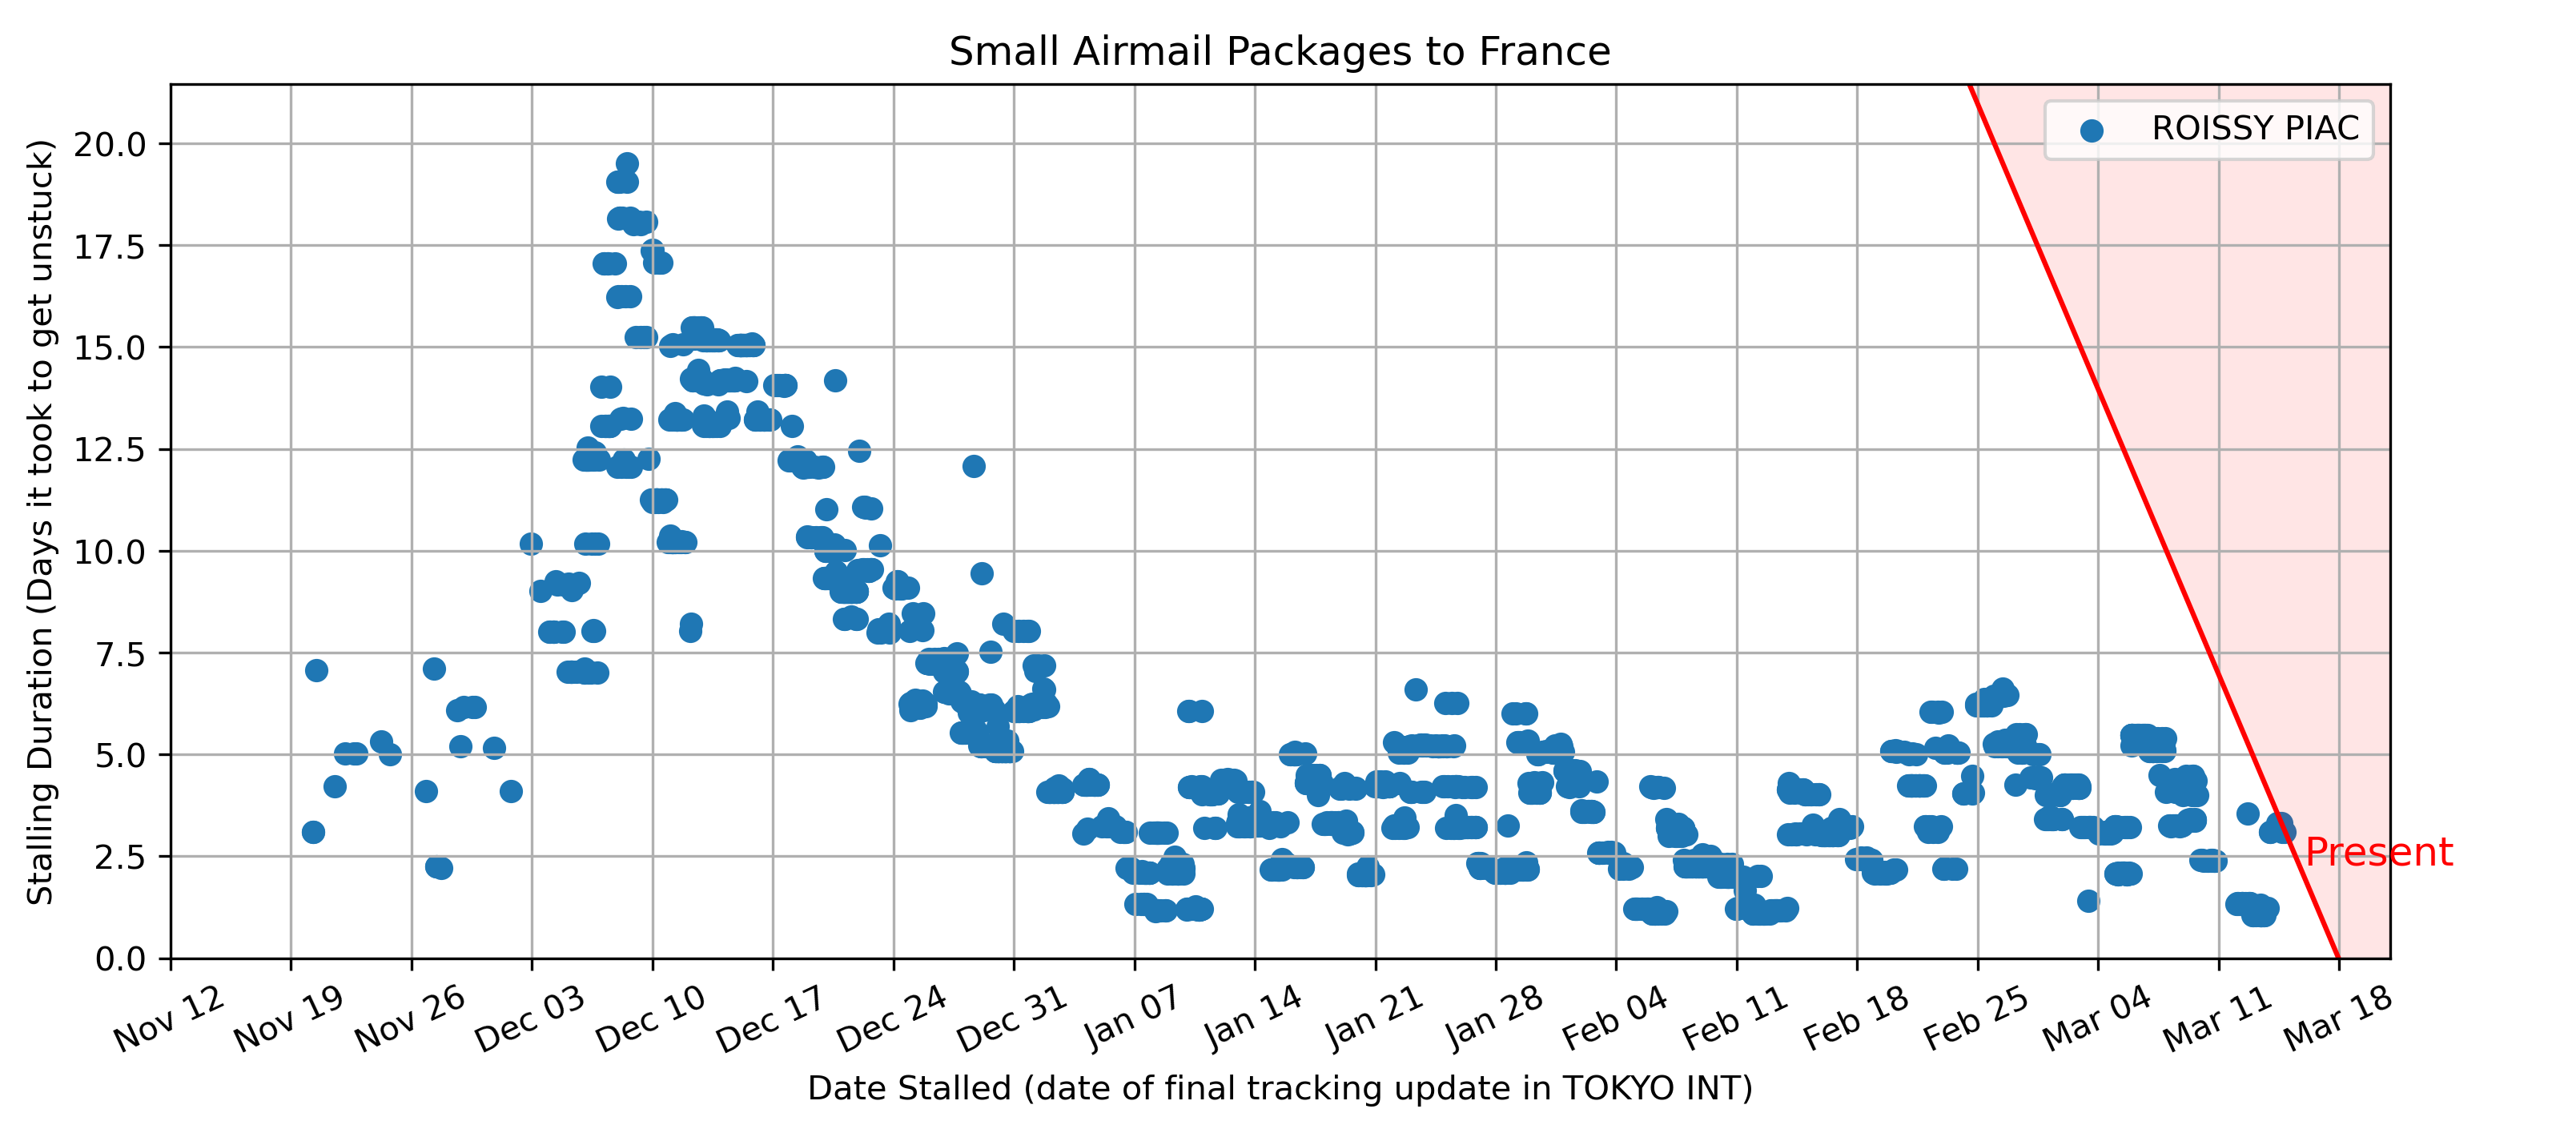 Small Airmail Packages to France
ROISSY PIAC
Stalling Duration (Days it took to get unstuck)
20.0
17.5
15.0
12.5
10.0
7.5
5.0
2.5
0.0
Present
Nov 12 Nov 19 Nov 26 Dec 03 Dec 10 Dec 17 Dec 24 Dec 31 Jan 07 Jan 14 Jan 21 Jan 28 Feb 04 Feb 11 Feb 18 Feb 25 Mar 04 Mar 11 Mar 18
Date Stalled (date of final tracking update in TOKYO INT)